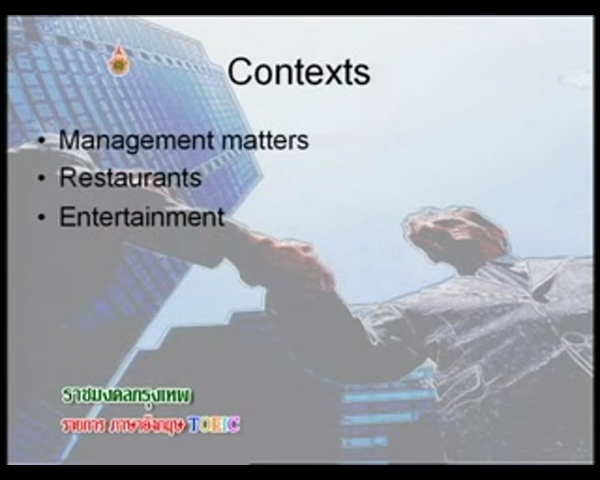 Contexts
• Management matters
• Restaurants
• Entertainment
ราชมงคลกรุงเทพ
รายการ ภาษาอังกฤษ TOEIC